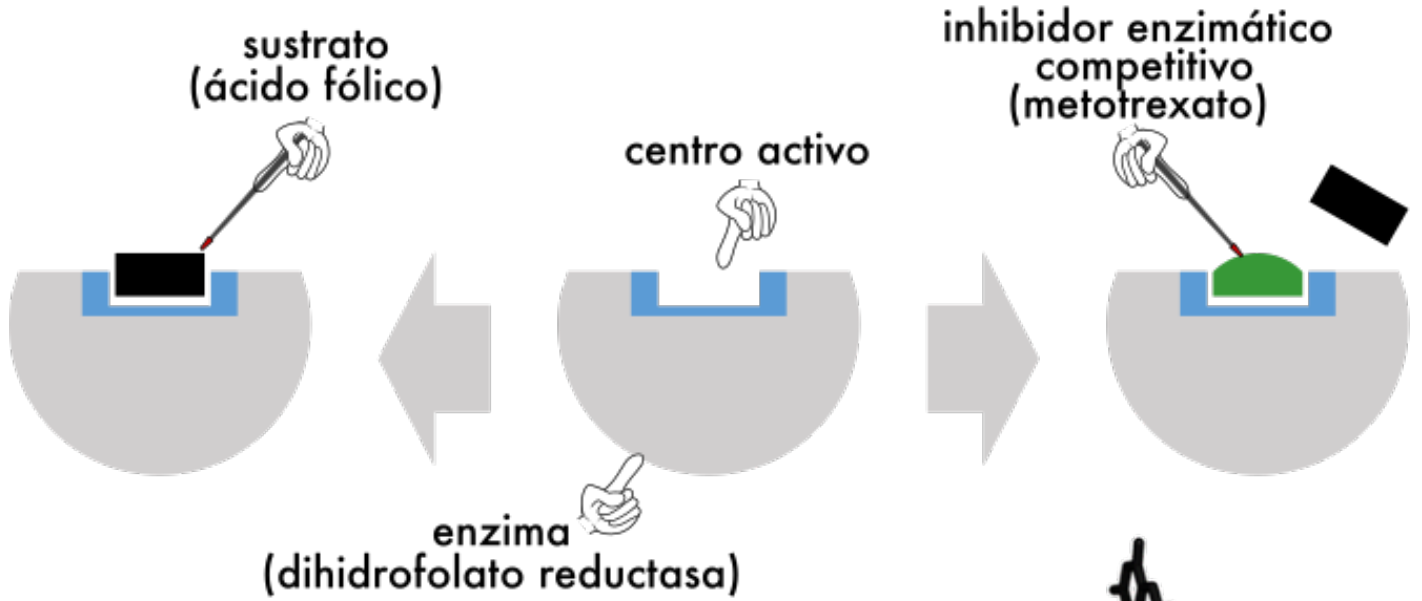 sustrato
(ácido fólico)
centro activo
inhibidor enzimático
competitivo
(metotrexato)
enzima
(dihidrofolato reductasa)